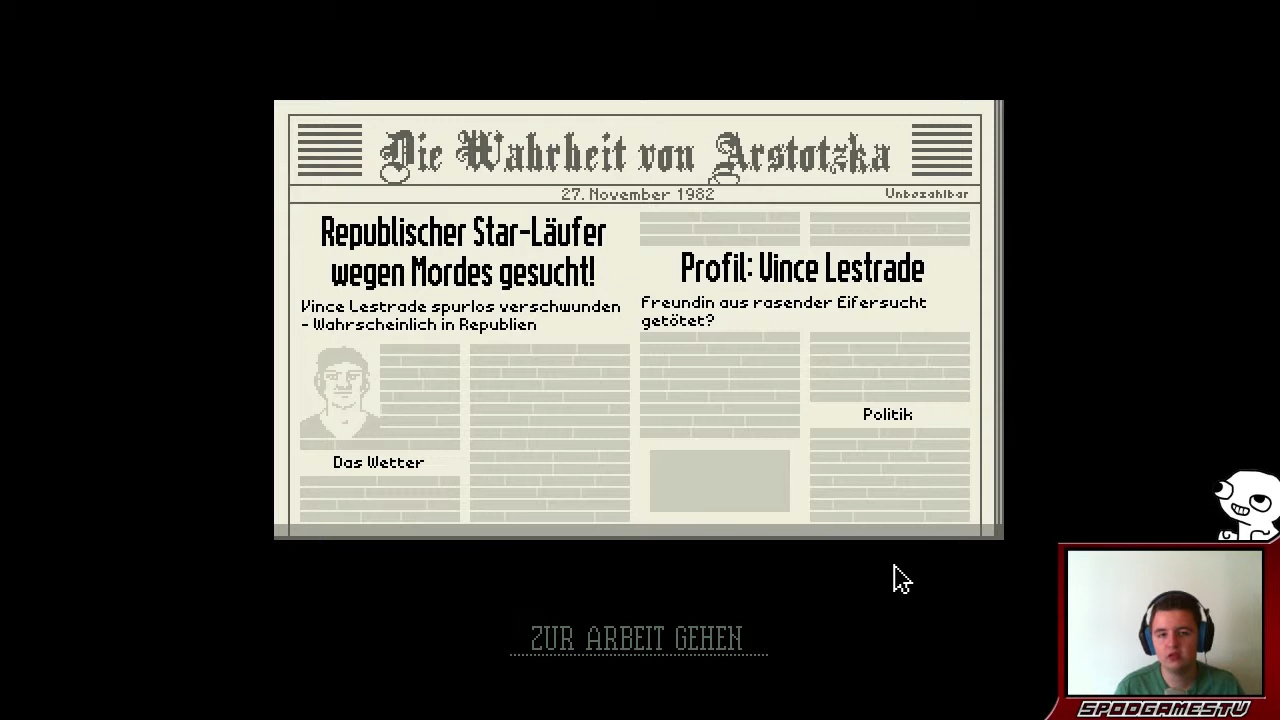 Die Wahrheit von Arstotzka
27. November 1982
Unbezahlbar
Republischer Star-Läufer
wegen Mordes gesucht!
Vince Lestrade spurlos verschwunden
- Wahrscheinlich in Republien
Das Wetter
Profil: Vince Lestrade
Freundin aus rasender Eifersucht
getötet?
Politik
ZUR ARBEIT GEHEN
SPODGAMESTV